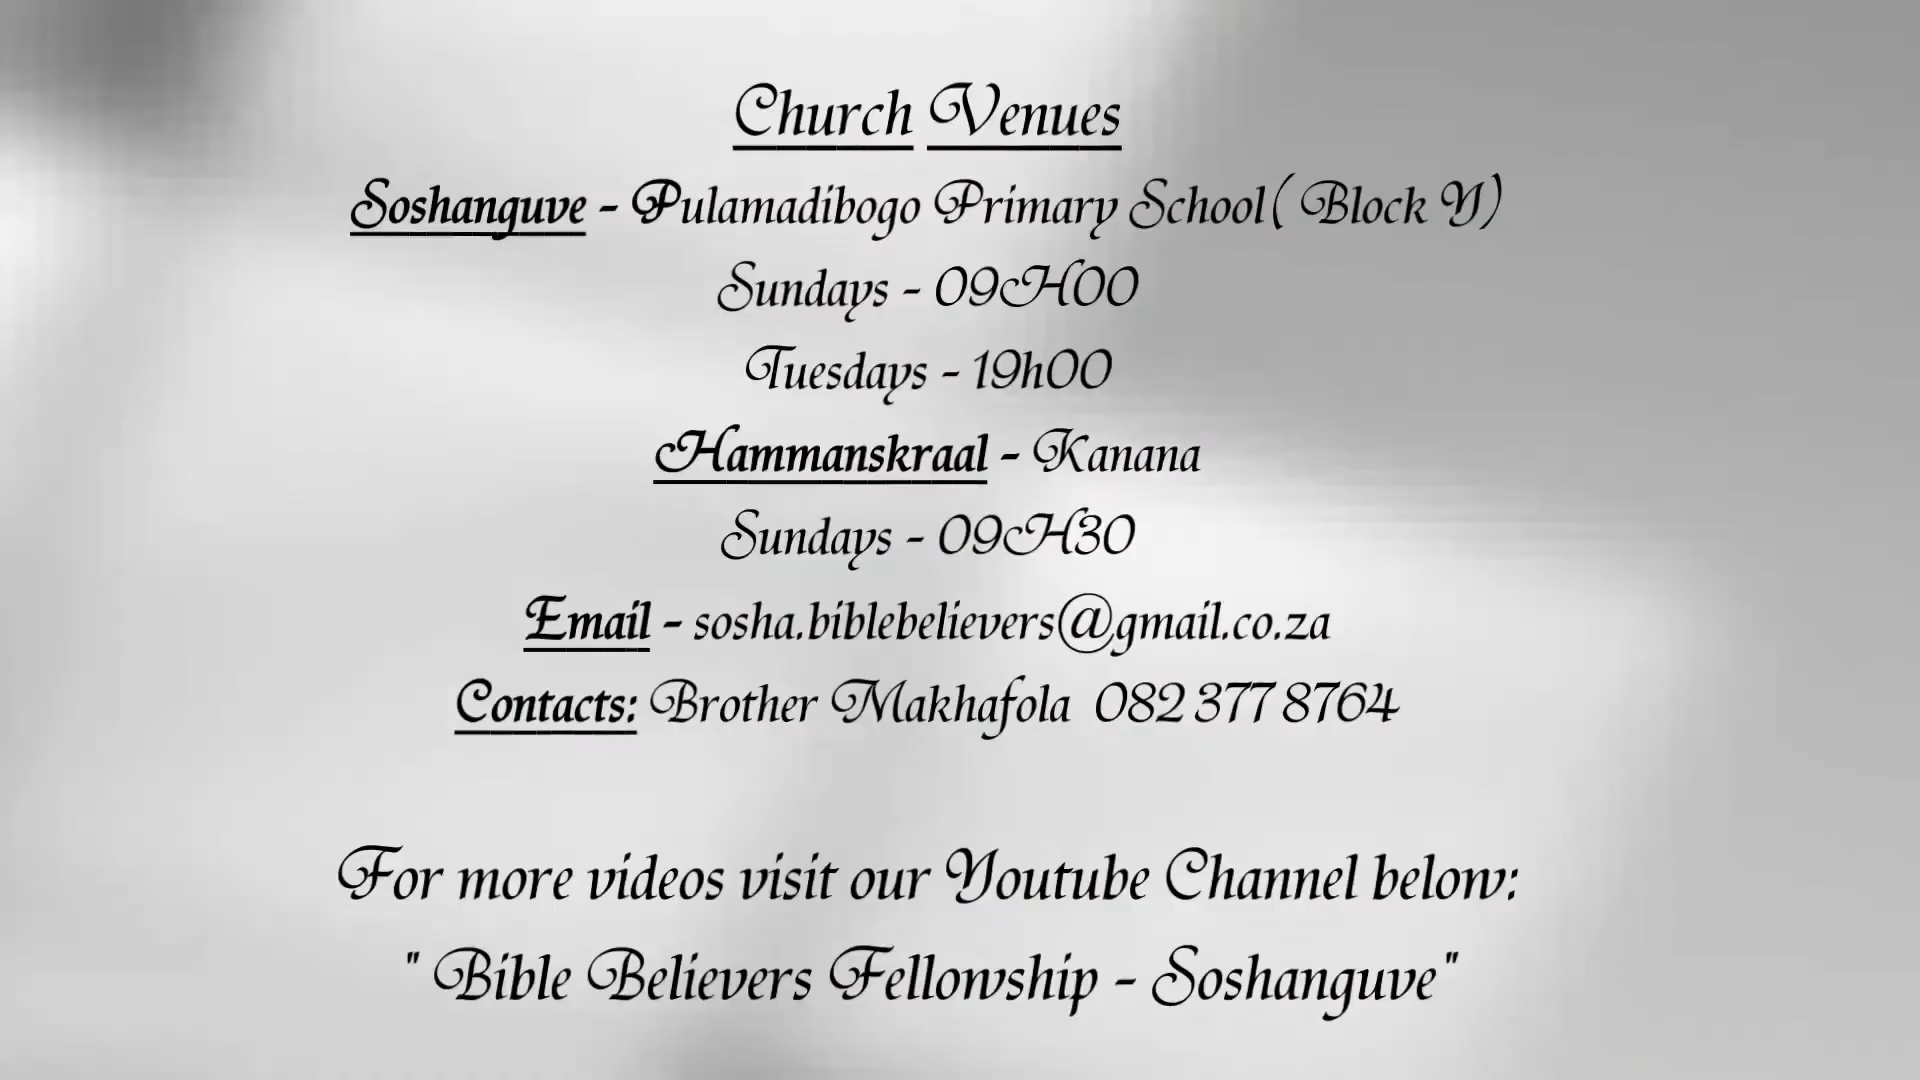 Church Venues
Soshanguve - Pulamadibogo Primary School( Block Y)
Sundays - 09H00
Tuesdays - 19h00
Hammanskraal - Kanana
Sundays - 09H30
Email - sosha.biblebelievers@gmail.co.za
Contacts: Brother Makhafola 082 377 8764
For more videos visit our Youtube Channel below:
" Bible Believers Fellowship - Soshanguve"